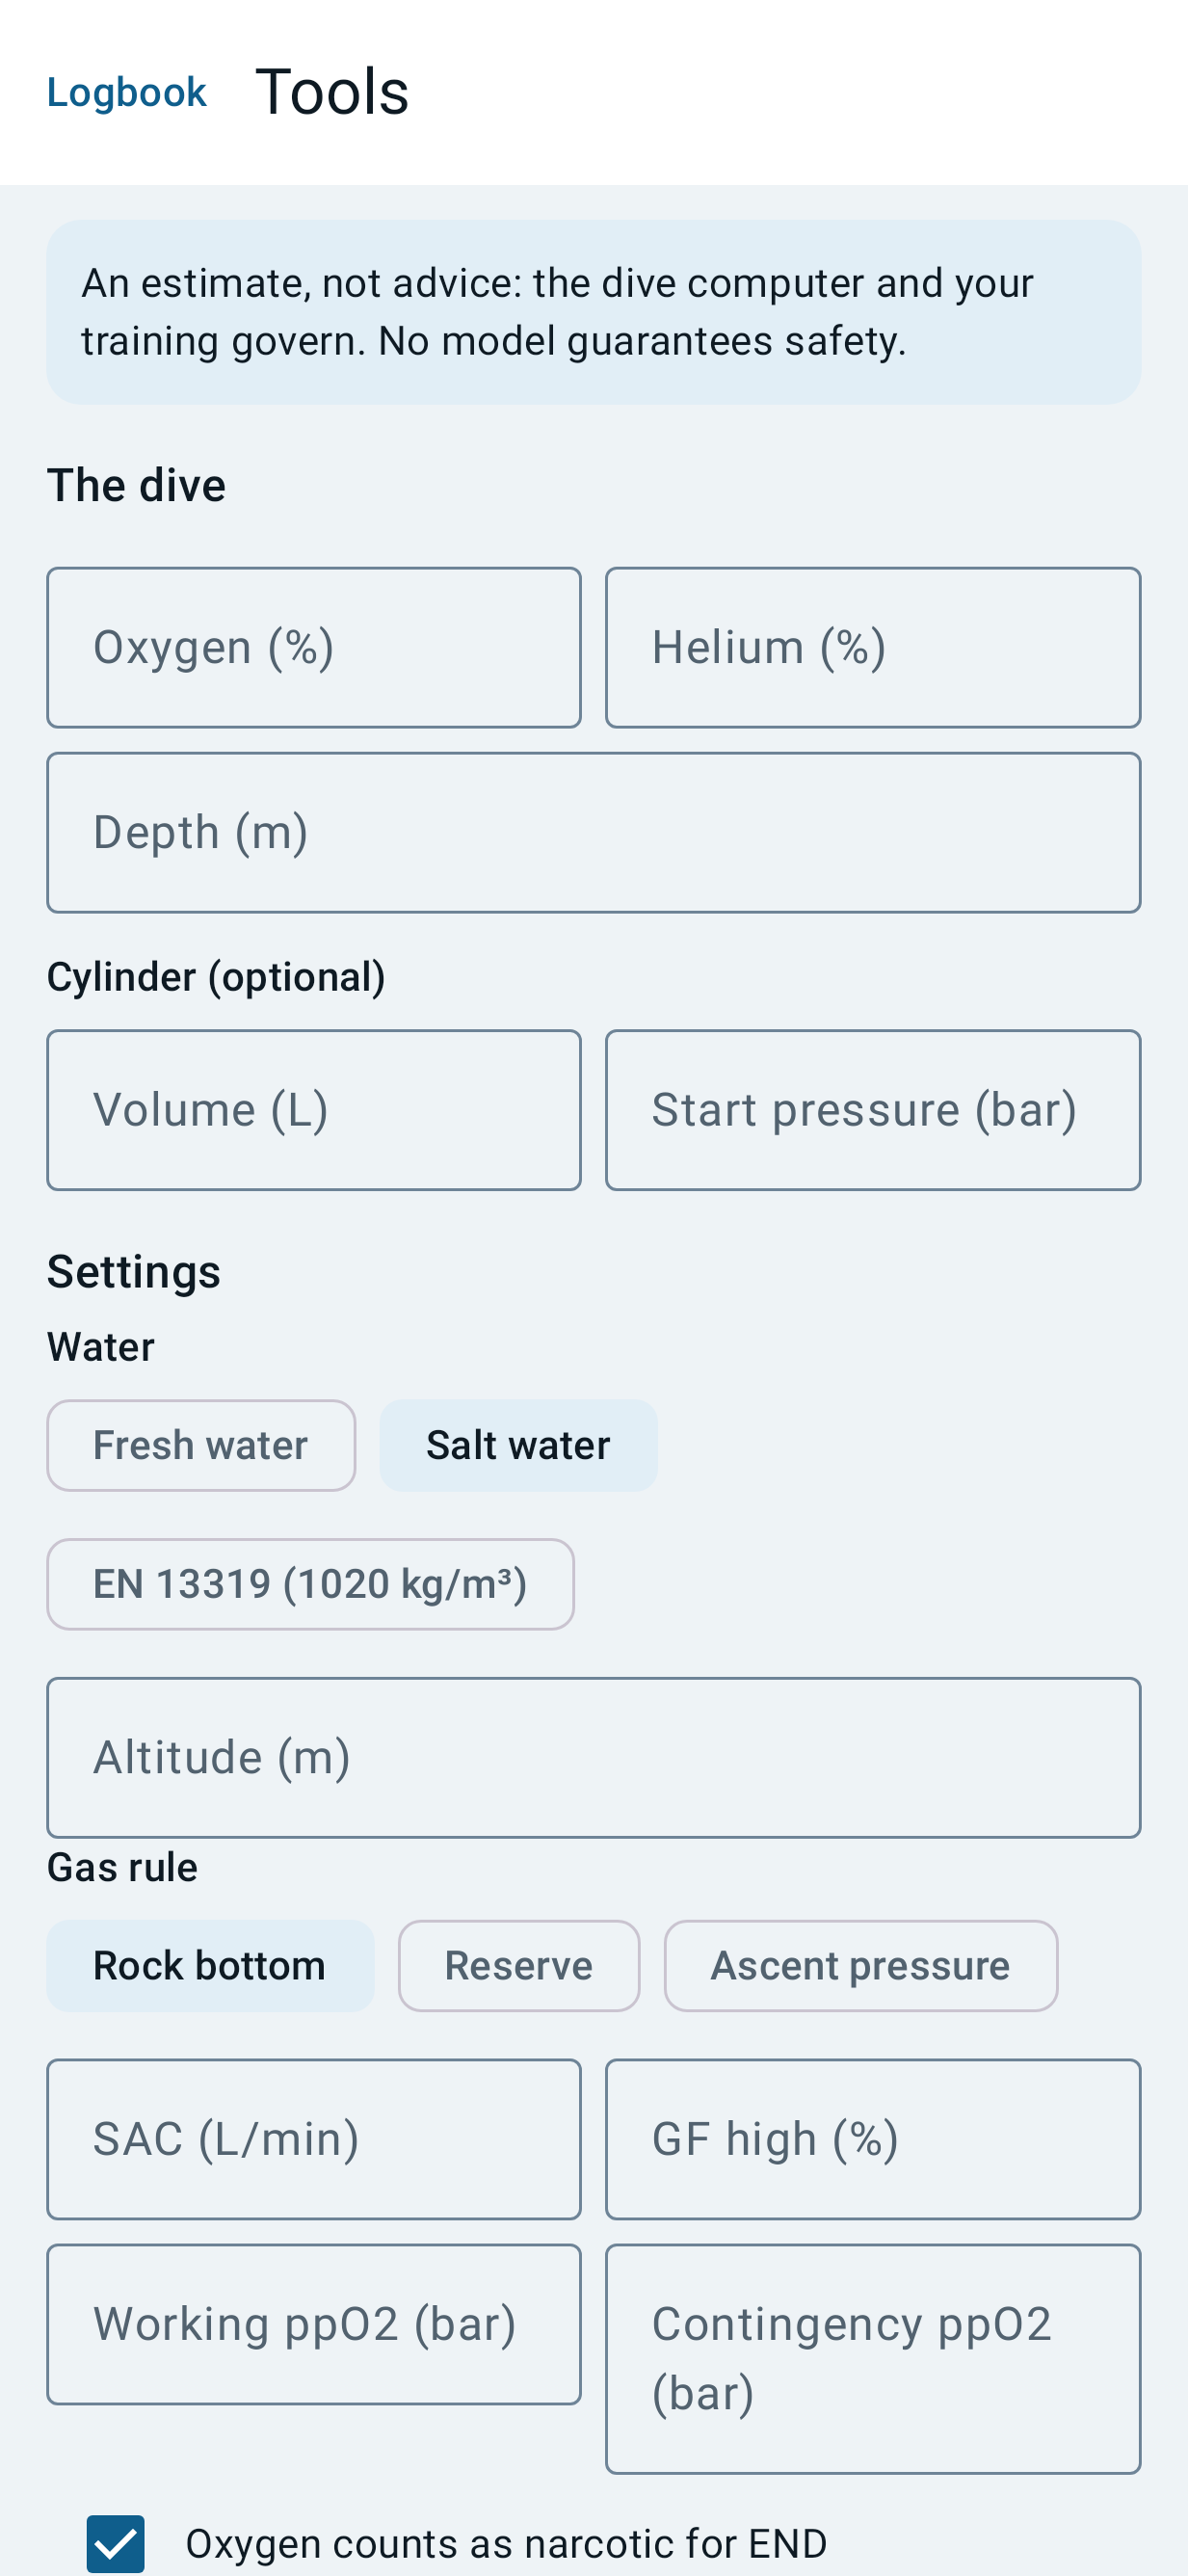 Logbook Tools
An estimate, not advice: the dive computer and your
training govern. No model guarantees safety.
The dive
Oxygen (%) Helium (%)
Depth (m)
Cylinder (optional)
Volume (L) Start pressure (bar)
Settings
Water
Fresh water Salt water
EN 13319 (1020 kg/m³)
Altitude (m)
Gas rule
Rock bottom Reserve Ascent pressure
SAC (L/min) GF high (%)
Working ppO2 (bar) Contingency ppO2
(bar)
Oxygen counts as narcotic for END